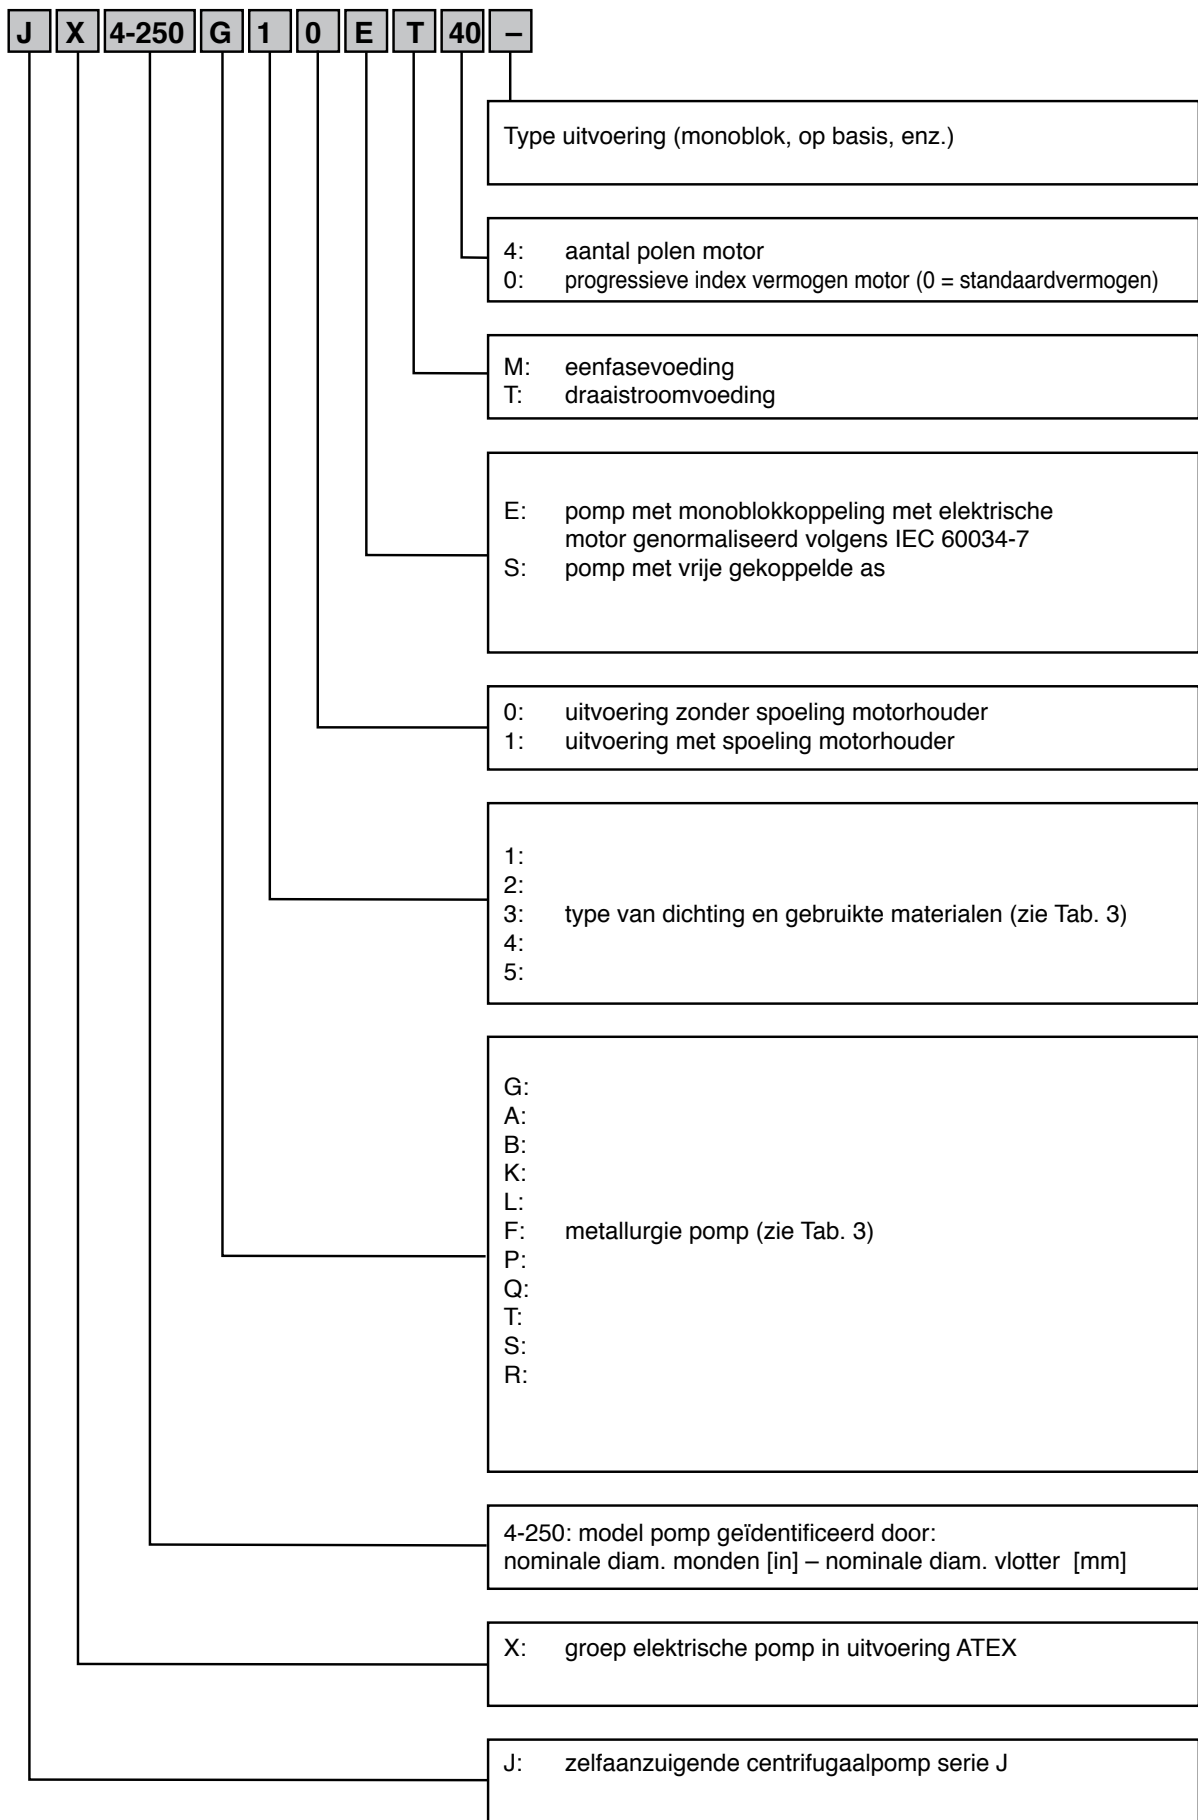 J X 4-250 G 1 0 E T 40 –
Type uitvoering (monoblok, op basis, enz.)
4: aantal polen motor
0: progressieve index vermogen motor (0 = standaardvermogen)
M: eenfasevoeding
T: draaistroomvoeding
E: pomp met monoblokkoppeling met elektrische
motor genormaliseerd volgens IEC 60034-7
S: pomp met vrije gekoppelde as
0: uitvoering zonder spoeling motorhouder
1: uitvoering met spoeling motorhouder
1:
2:
3: type van dichting en gebruikte materialen (zie Tab. 3)
4:
5:
G:
A:
B:
K:
L:
F: metallurgie pomp (zie Tab. 3)
P:
Q:
T:
S:
R:
4-250: model pomp geïdentificeerd door:
nominale diam. monden [in] – nominale diam. vlotter [mm]
X: groep elektrische pomp in uitvoering ATEX
J: zelfaanzuigende centrifugaalpomp serie J